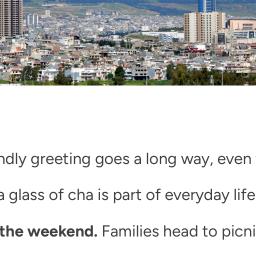 ndly greeting goes a long way, even
a glass of cha is part of everyday life
the weekend. Families head to picni